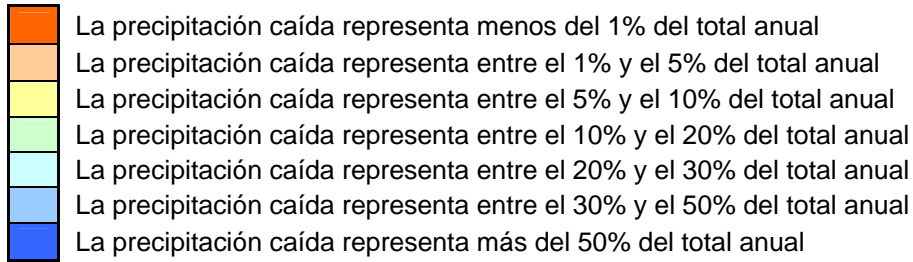 La precipitación caída representa menos del 1% del total anual
La precipitación caída representa entre el 1% y el 5% del total anual
La precipitación caída representa entre el 5% y el 10% del total anual
La precipitación caída representa entre el 10% y el 20% del total anual
La precipitación caída representa entre el 20% y el 30% del total anual
La precipitación caída representa entre el 30% y el 50% del total anual
La precipitación caída representa más del 50% del total anual